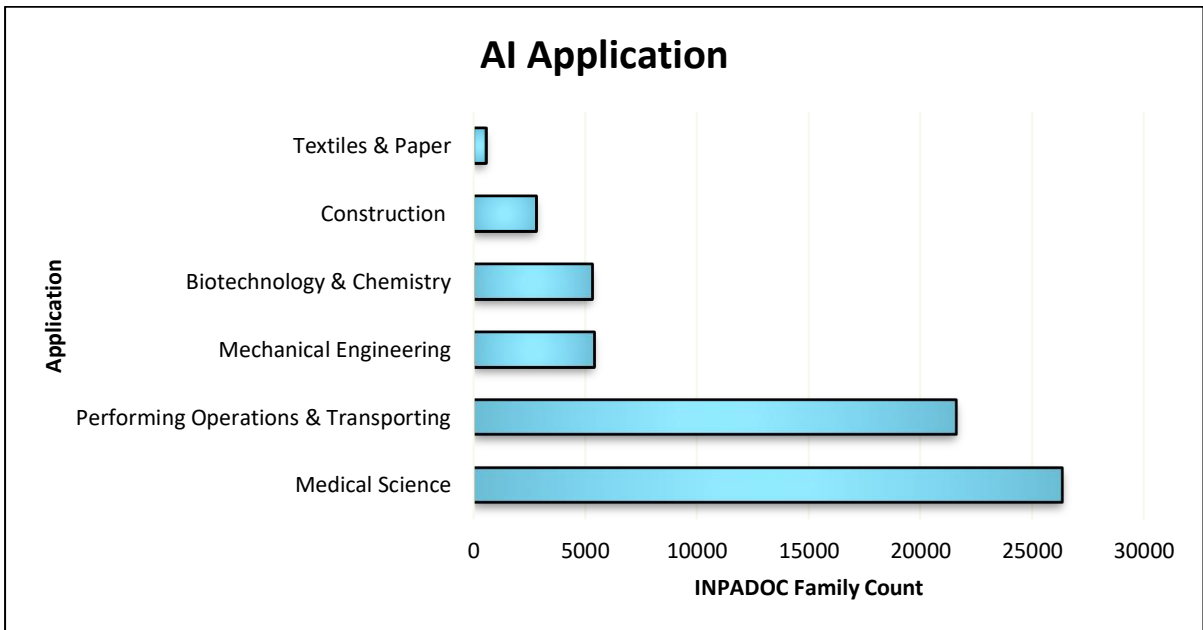 AI Application
Application
Textiles & Paper
Construction
Biotechnology & Chemistry
Mechanical Engineering
Performing Operations & Transporting
Medical Science
0 5000 10000 15000 20000 25000 30000
INPADOC Family Count